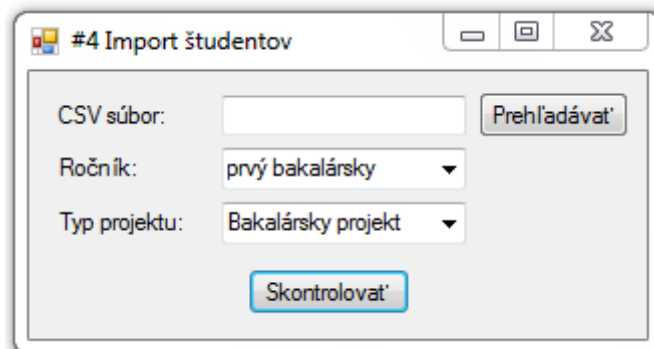 #4 Import študentov
CSV súbor: Prehľadávať
Ročník: prvý bakalársky
Typ projektu: Bakalársky projekt
Skontrolovať